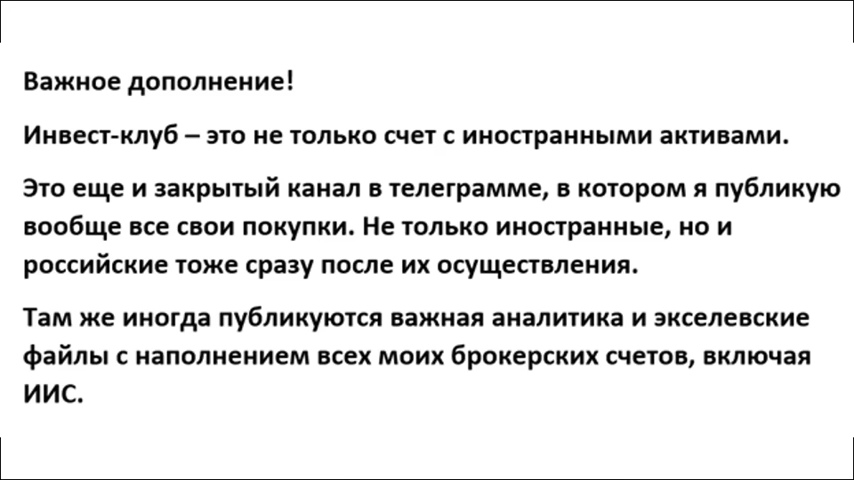 Важное дополнение!
Инвест-клуб – это не только счет с иностранными активами.
Это еще и закрытый канал в телеграмме, в котором я публикую
вообще все свои покупки. Не только иностранные, но и
российские тоже сразу после их осуществления.
Там же иногда публикуются важная аналитика и экселевские
файлы с наполнением всех моих брокерских счетов, включая
ИИС.